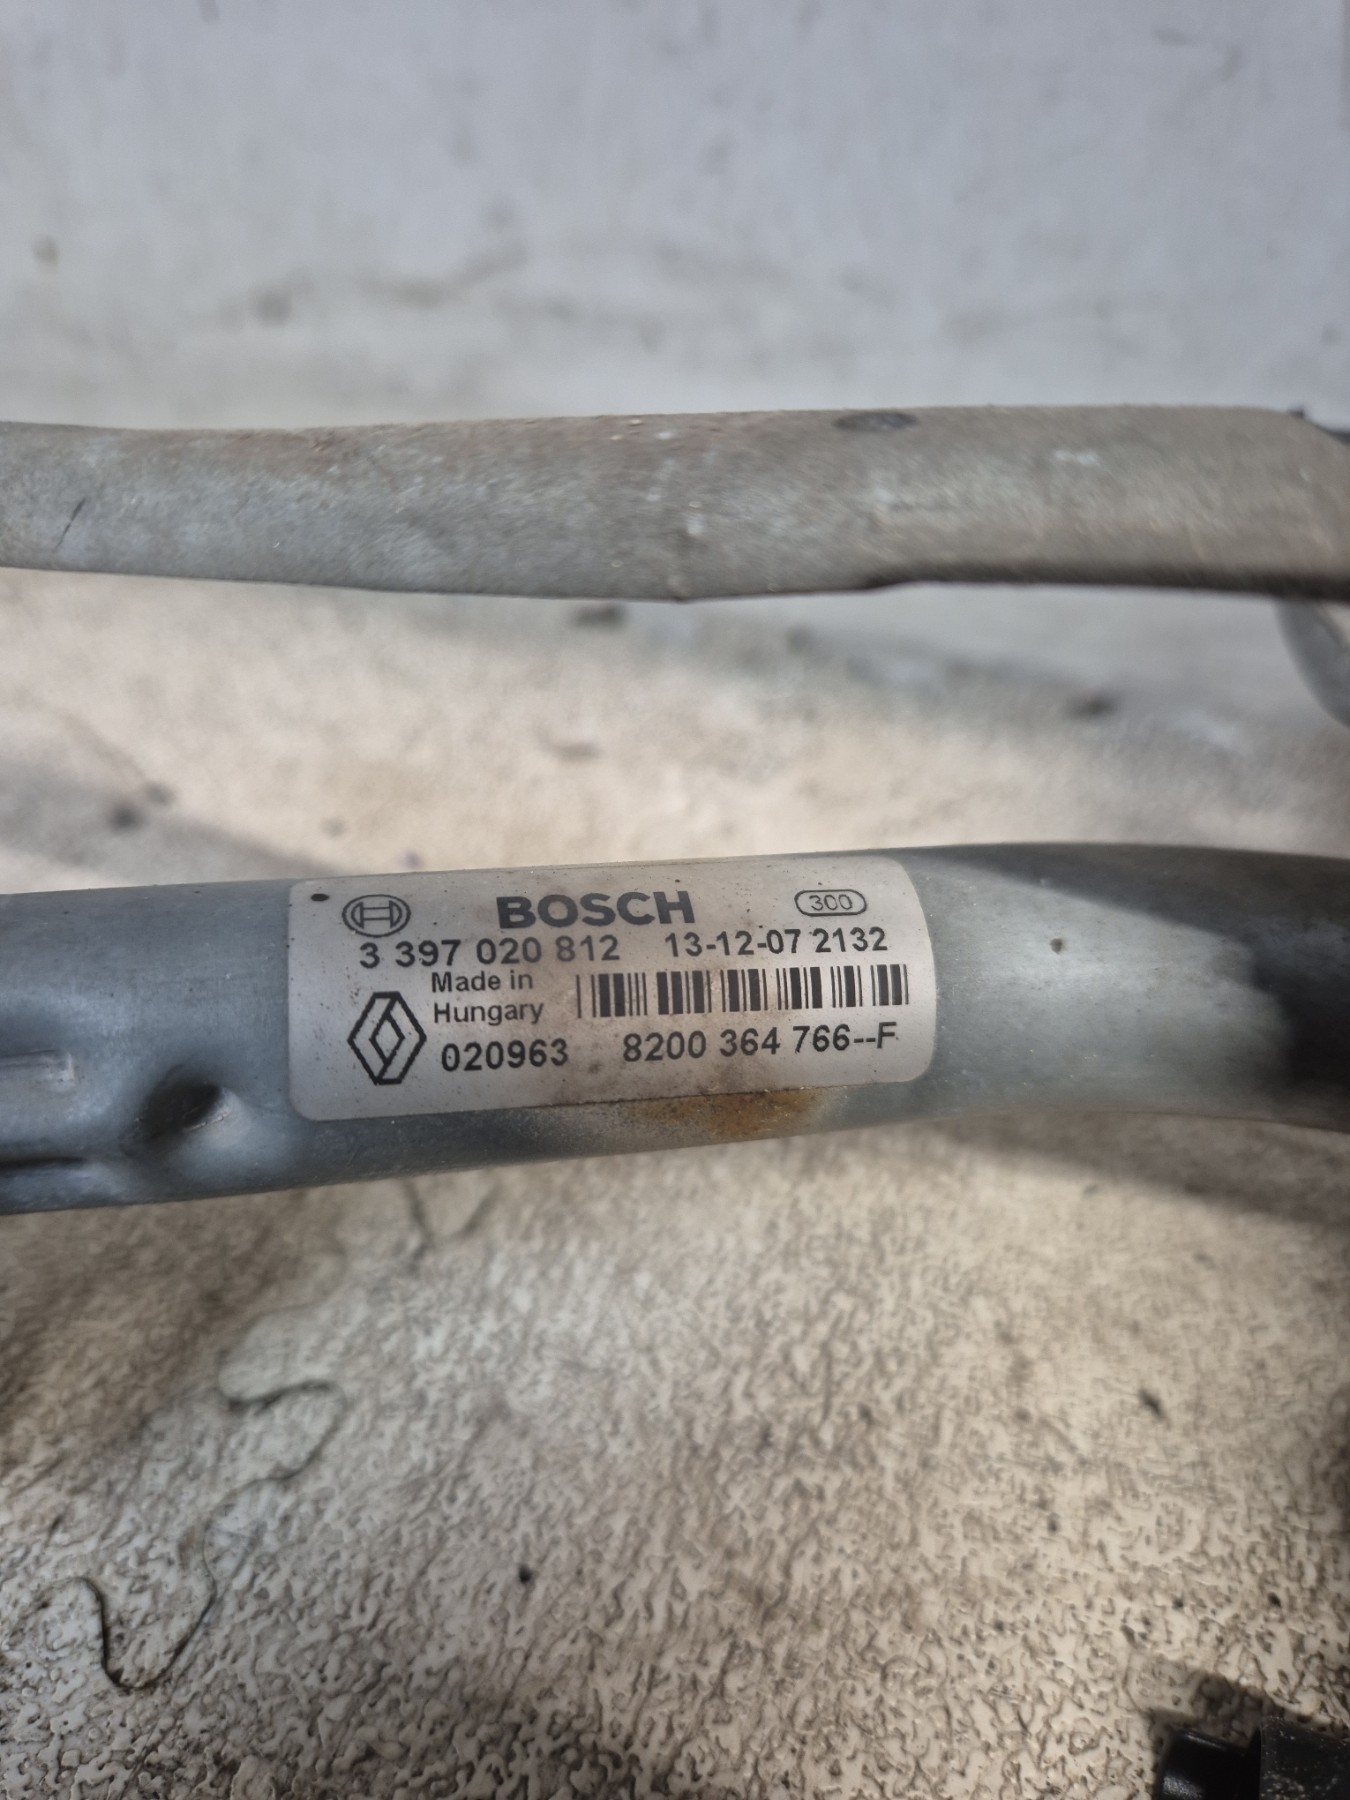 BOSCH 300
3 397 020 812 13-12-07 2132
Made in
Hungary
020963 8200 364 766--F